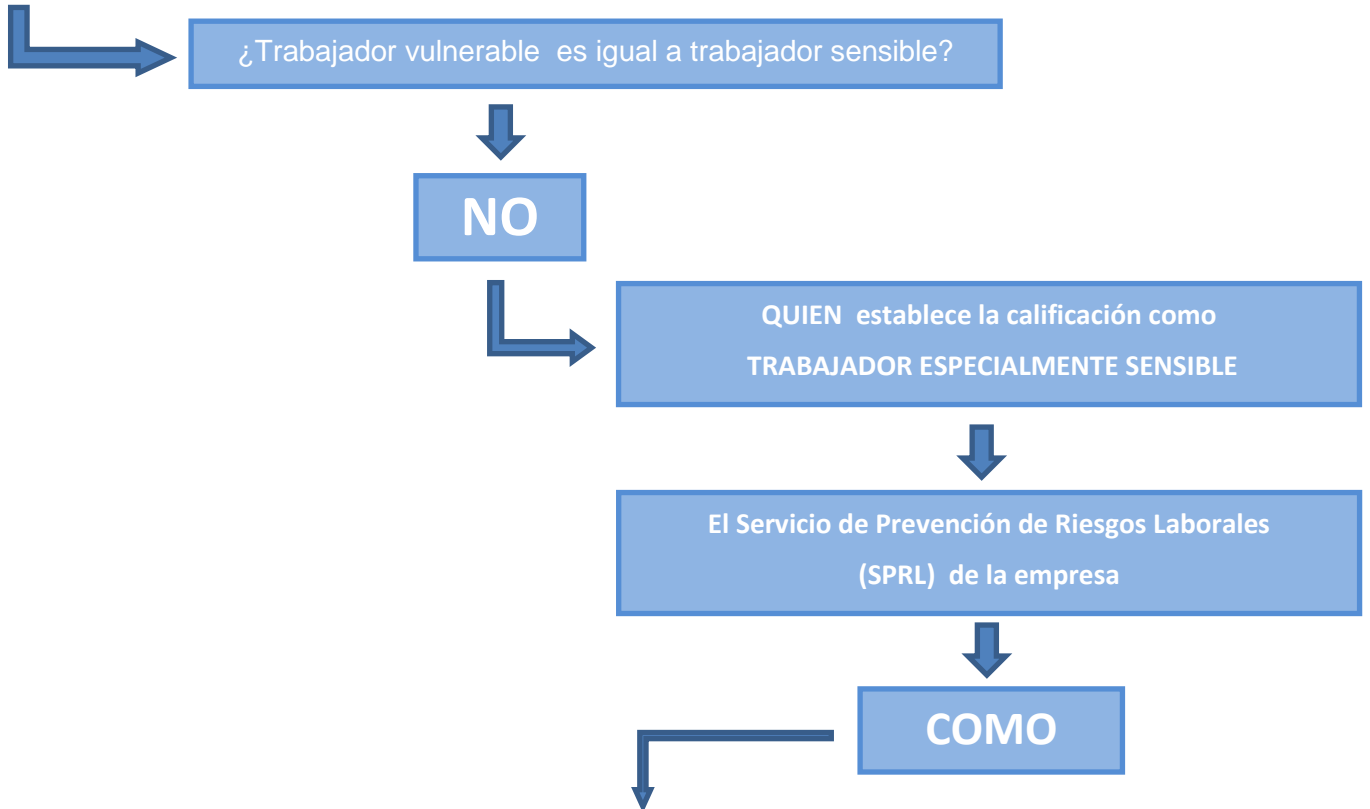 ¿Trabajador vulnerable es igual a trabajador sensible?
NO
QUIEN establece la calificación como
TRABAJADOR ESPECIALMENTE SENSIBLE
El Servicio de Prevención de Riesgos Laborales
(SPRL) de la empresa
COMO